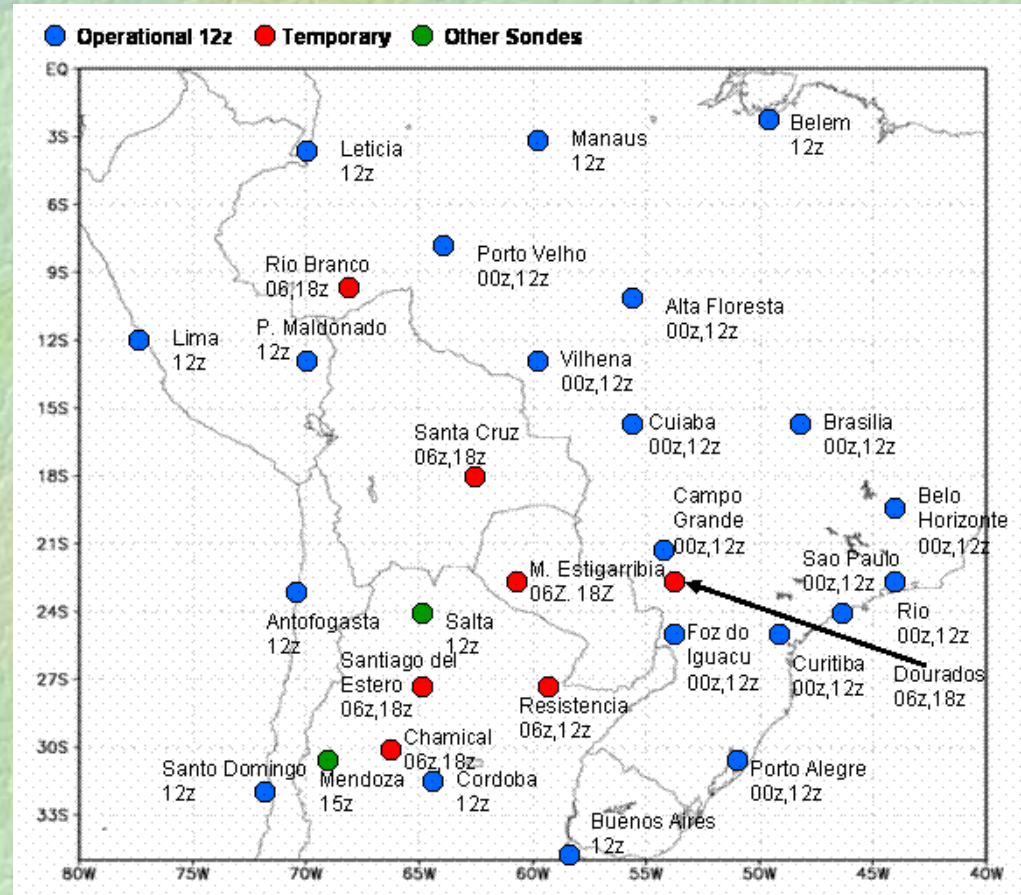 Operational 12z Temporary Other Sondes
EQ
3S
6S
9S
12S
15S
18S
21S
24S
27S
30S
33S
Belem
12z
Manaus
12z
Leticia
12z
Porto Velho
00z,12z
Rio Branco
06,18z
Alta Floresta
00z,12z
Lima
12z
P. Maldonado
12z
Vilhena
00z,12z
Cuiaba
00z,12z
Brasilia
00z,12z
Santa Cruz
06z,18z
Campo
Grande
00z,12z
Belo
Horizonte
00z,12z
Sao Paulo
00z,12z
M. Estigarribia
06Z. 18Z
Antofogasta
12z
Salta
12z
Rio
00z,12z
Foz do
Iguacu
00z,12z
Curitiba
00z,12z
Dourados
06z,18z
Santiago del
Estero
06z,18z
Resistencia
06z,12z
Chamical
06z,18z
Santo Domingo
12z
Mendoza
15z
Cordoba
12z
Porto Alegre
00z,12z
Buenos Aires
12z
80W 75W 70W 65W 60W 55W 50W 45W 40W